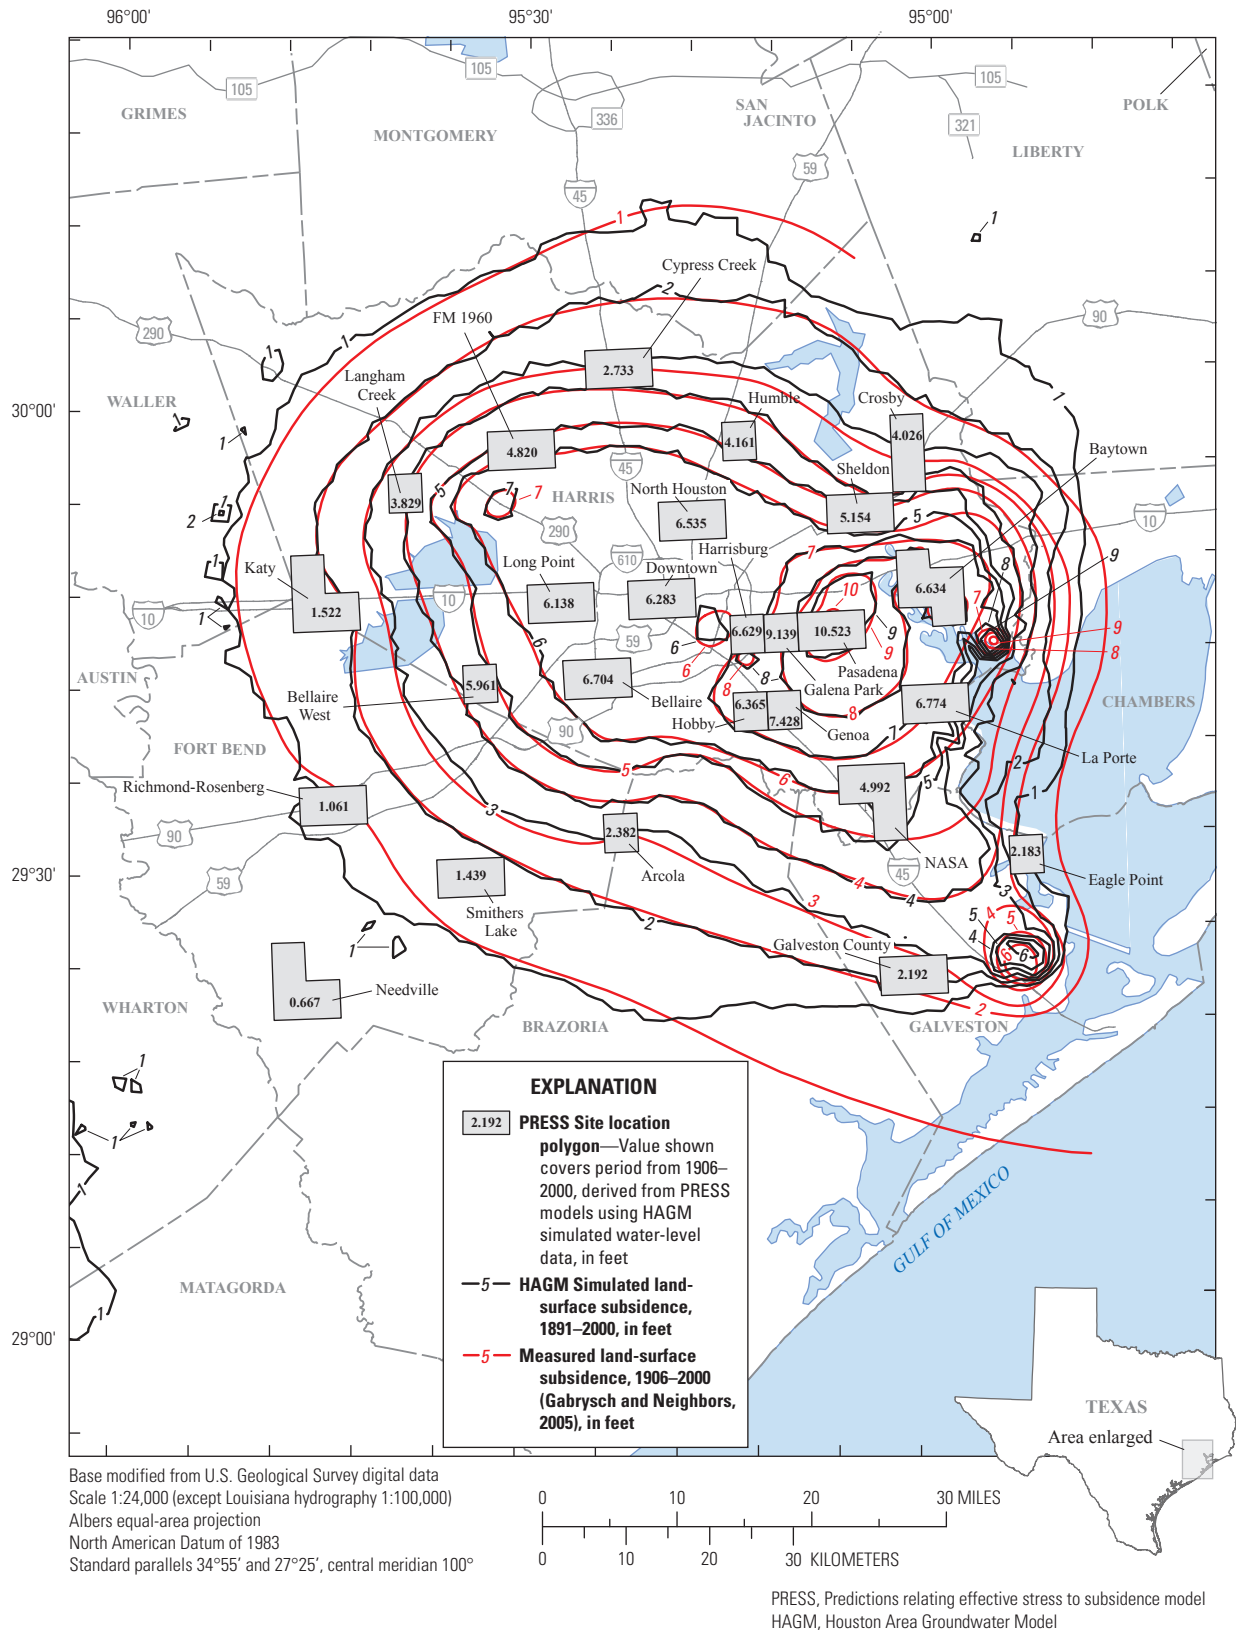 96°00'
95°30'
95°00'
105
105
105
GRIMES
MONTGOMERY
336
SAN
JACINTO
POLK
321
LIBERTY
59
45
1
1
Cypress Creek
2
FM 1960
290
90
1
1
Langham
Creek
2.733
30°00'
WALLER
Humble
Crosby
1
1
1
4.026
Baytown
4.161
4.820
45
Sheldon
5
7
7
HARRIS
North Houston
3.829
1
2
5.154
5
10
6.535
290
Harrisburg
7
9
610
Long Point
Downtown
8
1
Katy
10
10
6.634
7
1.522
6.138
6.283
10
1
59
6.629
9.139
10.523
9
9
6
6
6
9
8
8
Pasadena
AUSTIN
5.961
6.704
8
Galena Park
Bellaire
West
Bellaire
6.365
7.428
6.774
CHAMBERS
8
Hobby
Genoa
FORT BEND
90
7
La Porte
2
5
6
5
Richmond-Rosenberg
4.992
1
1.061
3
90
2.382
NASA
2.183
29°30'
59
1.439
Arcola
45
Eagle Point
4
4
3
3
Smithers
Lake
2
5
4
5
4
1
Galveston County
6
6
2.192
Needville
0.667
2
WHARTON
BRAZORIA
GALVESTON
1
1
1
1
MATAGORDA
29°00'
GULF OF MEXICO
EXPLANATION
2.192
PRESS Site location
polygon—Value shown
covers period from 1906–
2000, derived from PRESS
models using HAGM
simulated water-level
data, in feet
5
HAGM Simulated land-
surface subsidence,
1891–2000, in feet
5
Measured land-surface
subsidence, 1906–2000
(Gabrysch and Neighbors,
2005), in feet
TEXAS
Area enlarged
Base modified from U.S. Geological Survey digital data
Scale 1:24,000 (except Louisiana hydrography 1:100,000)
Albers equal-area projection
North American Datum of 1983
Standard parallels 34°55′ and 27°25′, central meridian 100°
0 10 20 30 MILES
0 10 20 30 KILOMETERS
PRESS, Predictions relating effective stress to subsidence model
HAGM, Houston Area Groundwater Model